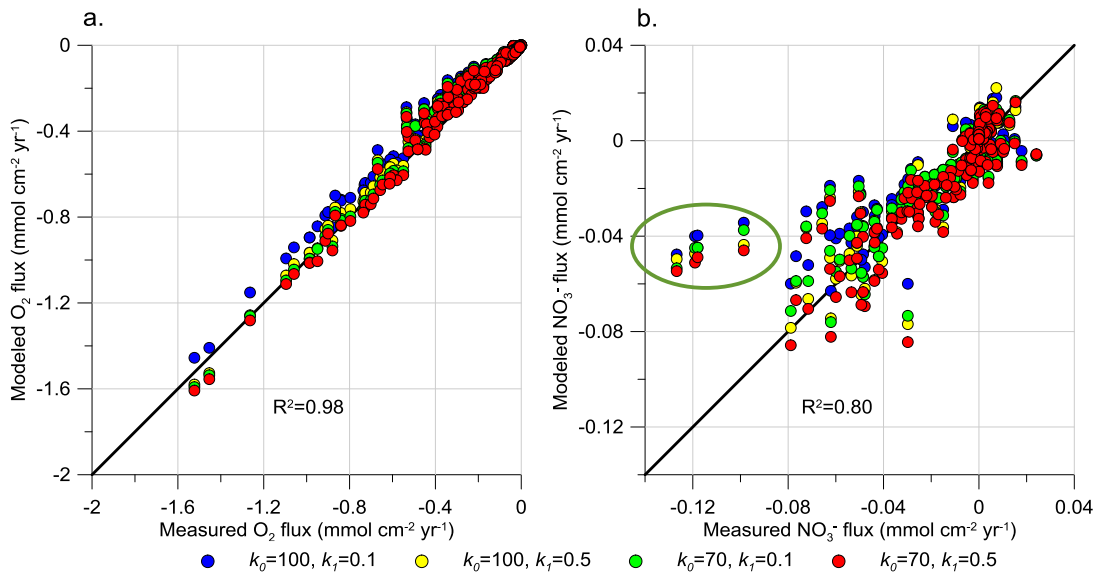 a.
0
-0.4
-0.8
-1.2
-1.6
-2
Modeled O₂ flux (mmol cm⁻² yr⁻¹)
R²=0.98
-2 -1.6 -1.2 -0.8 -0.4 0
Measured O₂ flux (mmol cm⁻² yr⁻¹)
b.
0.04
0
-0.04
-0.08
-0.12
Modeled NO₃⁻ flux (mmol cm⁻² yr⁻¹)
R²=0.80
-0.12 -0.08 -0.04 0 0.04
Measured NO₃⁻ flux (mmol cm⁻² yr⁻¹)
k₀=100, k₁=0.1 k₀=100, k₁=0.5 k₀=70, k₁=0.1 k₀=70, k₁=0.5